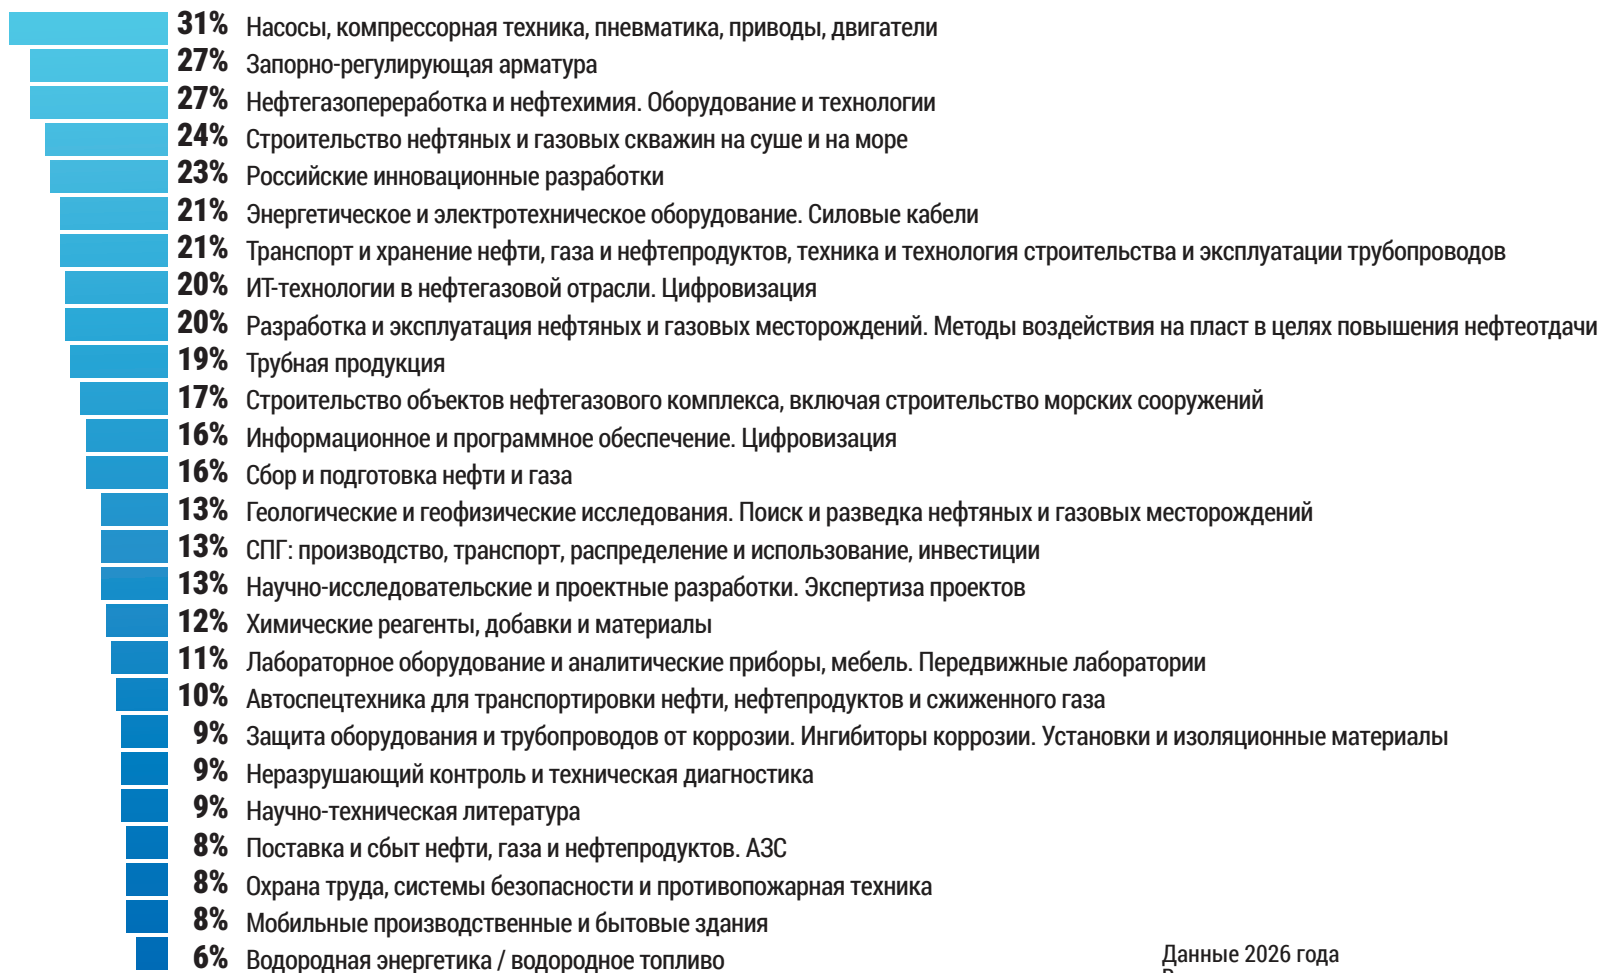 31% Насосы, компрессорная техника, пневматика, приводы, двигатели
27% Запорно-регулирующая арматура
27% Нефтегазопереработка и нефтехимия. Оборудование и технологии
24% Строительство нефтяных и газовых скважин на суше и на море
23% Российские инновационные разработки
21% Энергетическое и электротехническое оборудование. Силовые кабели
21% Транспорт и хранение нефти, газа и нефтепродуктов, техника и технология строительства и эксплуатации трубопроводов
20% ИТ-технологии в нефтегазовой отрасли. Цифровизация
20% Разработка и эксплуатация нефтяных и газовых месторождений. Методы воздействия на пласт в целях повышения нефтеотдачи
19% Трубная продукция
17% Строительство объектов нефтегазового комплекса, включая строительство морских сооружений
16% Информационное и программное обеспечение. Цифровизация
16% Сбор и подготовка нефти и газа
13% Геологические и геофизические исследования. Поиск и разведка нефтяных и газовых месторождений
13% СПГ: производство, транспорт, распределение и использование, инвестиции
13% Научно-исследовательские и проектные разработки. Экспертиза проектов
12% Химические реагенты, добавки и материалы
11% Лабораторное оборудование и аналитические приборы, мебель. Передвижные лаборатории
10% Автоспецтехника для транспортировки нефти, нефтепродуктов и сжиженного газа
9% Защита оборудования и трубопроводов от коррозии. Ингибиторы коррозии. Установки и изоляционные материалы
9% Неразрушающий контроль и техническая диагностика
9% Научно-техническая литература
8% Поставка и сбыт нефти, газа и нефтепродуктов. АЗС
8% Охрана труда, системы безопасности и противопожарная техника
8% Мобильные производственные и бытовые здания
6% Водородная энергетика / водородное топливо
Данные 2026 года